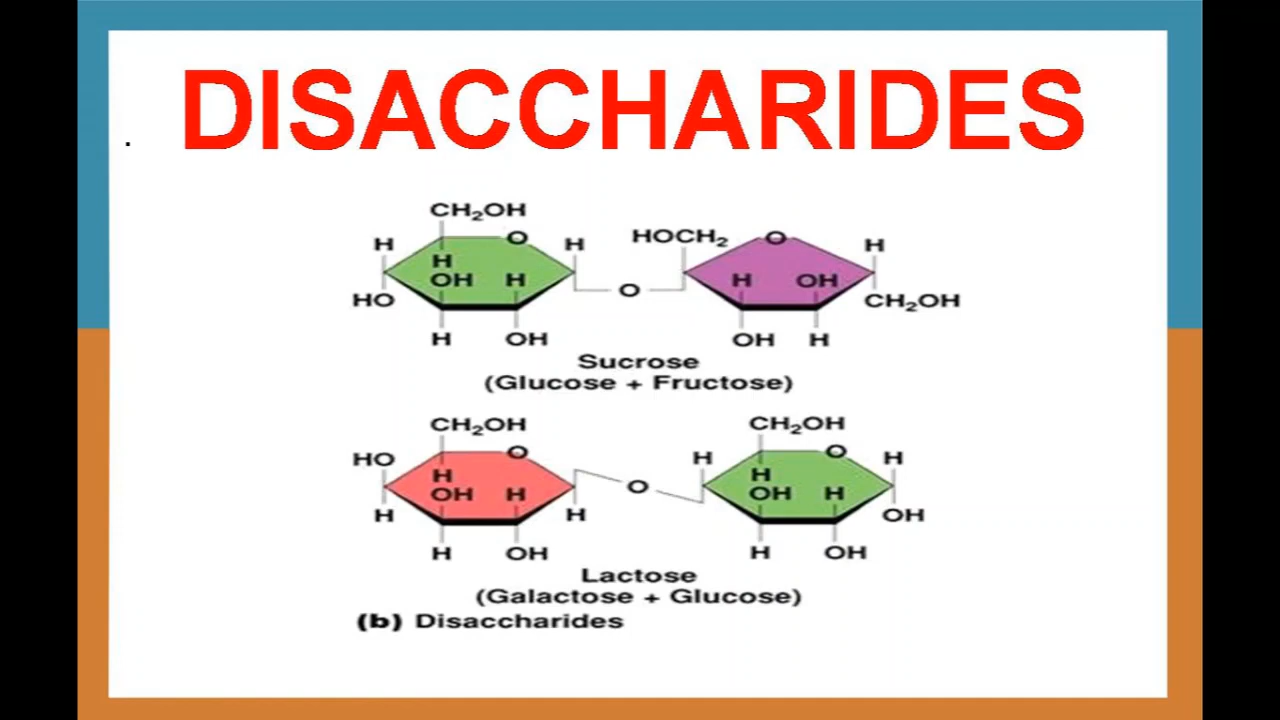 DISACCHARIDES
.
CH₂OH
H O H HOCH₂ O H
H
OH H H OH
HO O CH₂OH
H OH OH H
Sucrose
(Glucose + Fructose)
CH₂OH CH₂OH
HO O H O H
H H
OH H O OH H
H H OH
H OH H OH
Lactose
(Galactose + Glucose)
(b) Disaccharides